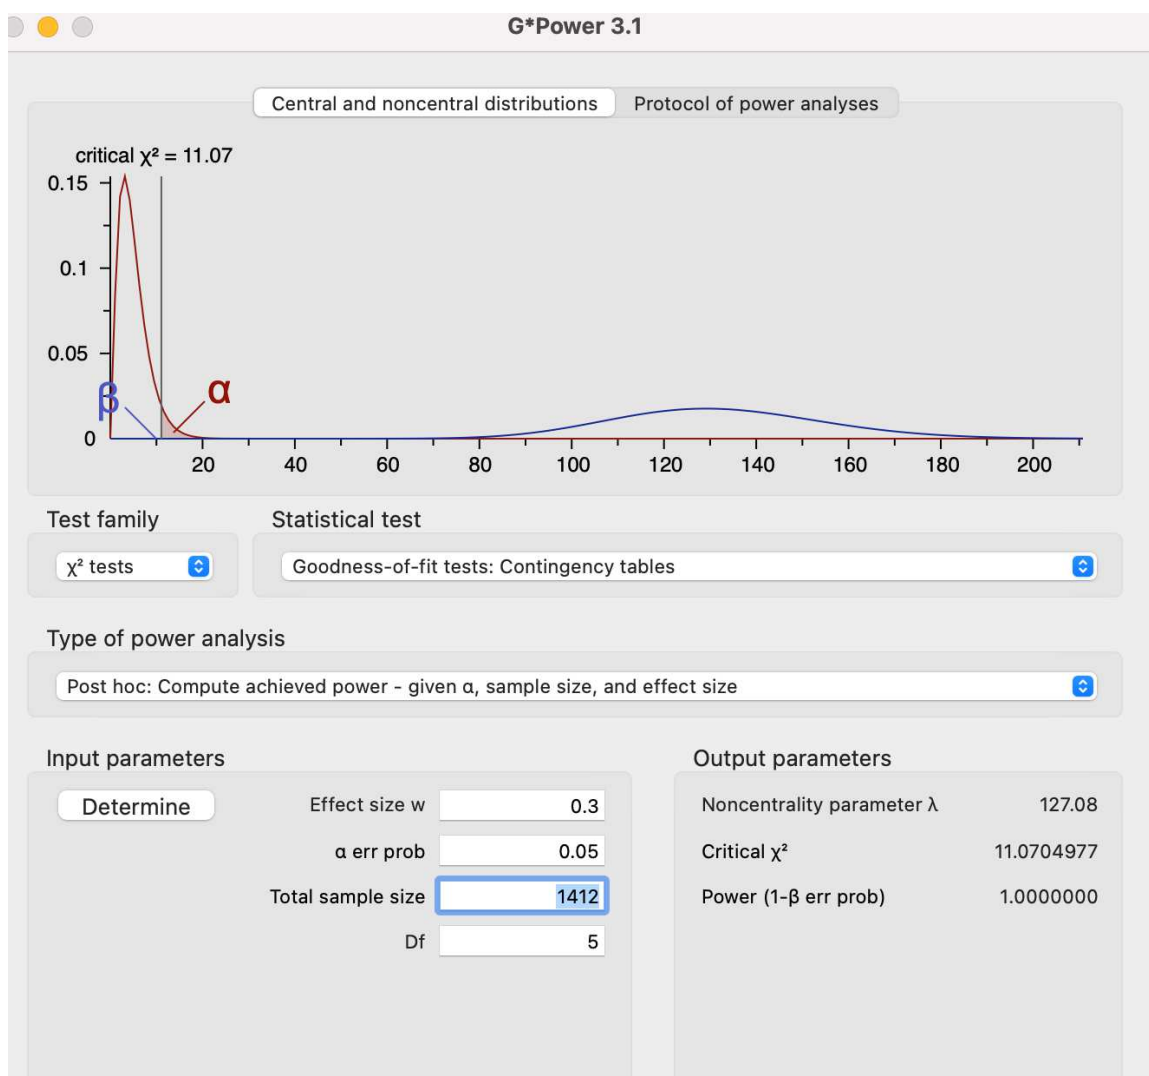 G*Power 3.1
Central and noncentral distributions Protocol of power analyses
critical χ² = 11.07
0.15
0.1
0.05
0
β
α
20 40 60 80 100 120 140 160 180 200
Test family Statistical test
χ² tests Goodness-of-fit tests: Contingency tables
Type of power analysis
Post hoc: Compute achieved power - given α, sample size, and effect size
Input parameters Output parameters
Determine Effect size w 0.3 Noncentrality parameter λ 127.08
α err prob 0.05 Critical χ² 11.0704977
Total sample size 1412 Power (1-β err prob) 1.0000000
Df 5